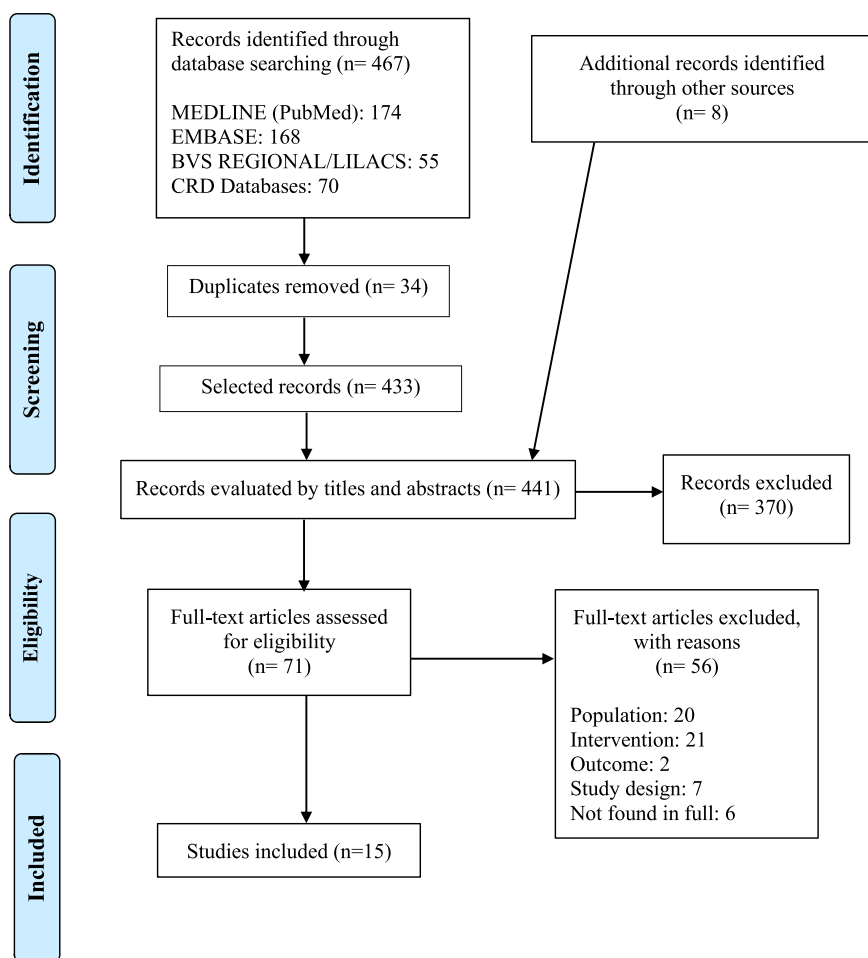 Identification
Records identified through
database searching (n= 467)
MEDLINE (PubMed): 174
EMBASE: 168
BVS REGIONAL/LILACS: 55
CRD Databases: 70
Additional records identified
through other sources
(n= 8)
Screening
Duplicates removed (n= 34)
Selected records (n= 433)
Records evaluated by titles and abstracts (n= 441)
Records excluded
(n= 370)
Eligibility
Full-text articles assessed
for eligibility
(n= 71)
Full-text articles excluded,
with reasons
(n= 56)
Population: 20
Intervention: 21
Outcome: 2
Study design: 7
Not found in full: 6
Included
Studies included (n=15)